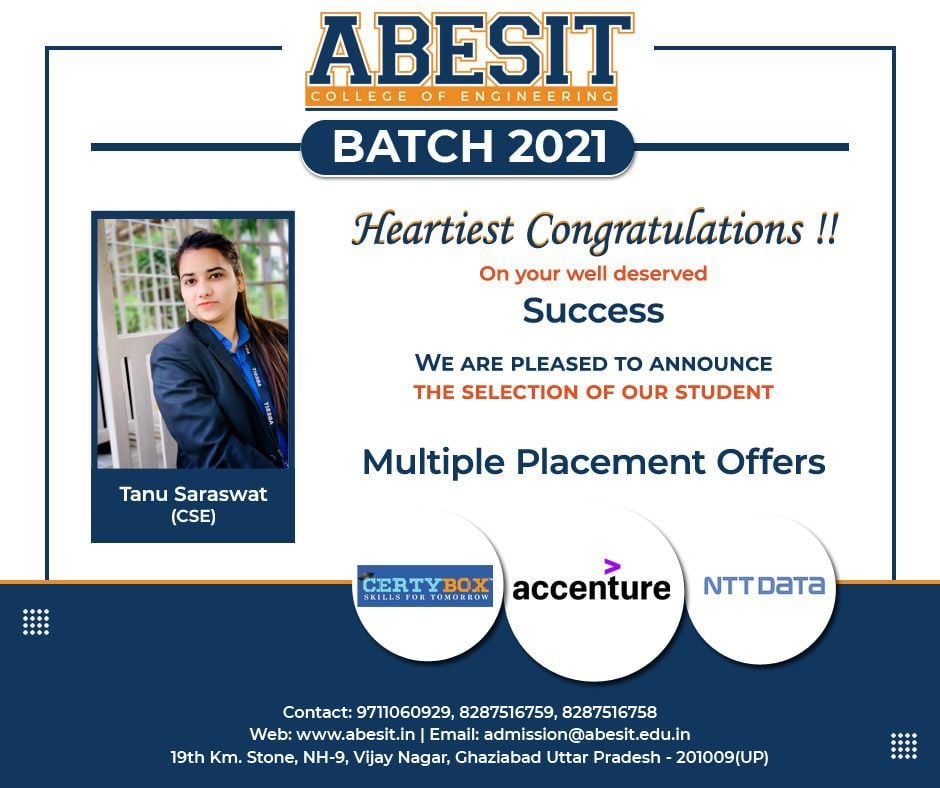 ABESIT
COLLEGE OF ENGINEERING
BATCH 2021
Heartiest Congratulations !!
On your well deserved
Success
WE ARE PLEASED TO ANNOUNCE
THE SELECTION OF OUR STUDENT
Multiple Placement Offers
ABESIT
ABESIT
Tanu Saraswat
(CSE)
CERTYBOX
SKILLS FOR TOMORROW
accenture
NTT DATA
Contact: 9711060929, 8287516759, 8287516758
Web: www.abesit.in | Email: admission@abesit.edu.in
19th Km. Stone, NH-9, Vijay Nagar, Ghaziabad Uttar Pradesh - 201009(UP)